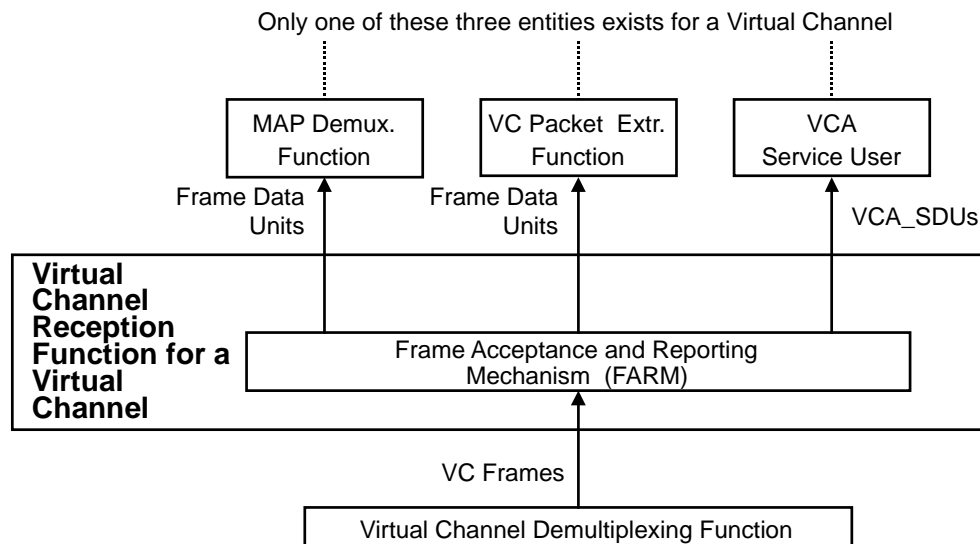 Only one of these three entities exists for a Virtual Channel
MAP Demux.
Function
VC Packet Extr.
Function
VCA
Service User
Frame Data
Units
Frame Data
Units
VCA_SDUs
Virtual
Channel
Reception
Function for a
Virtual
Channel
Frame Acceptance and Reporting
Mechanism (FARM)
VC Frames
Virtual Channel Demultiplexing Function